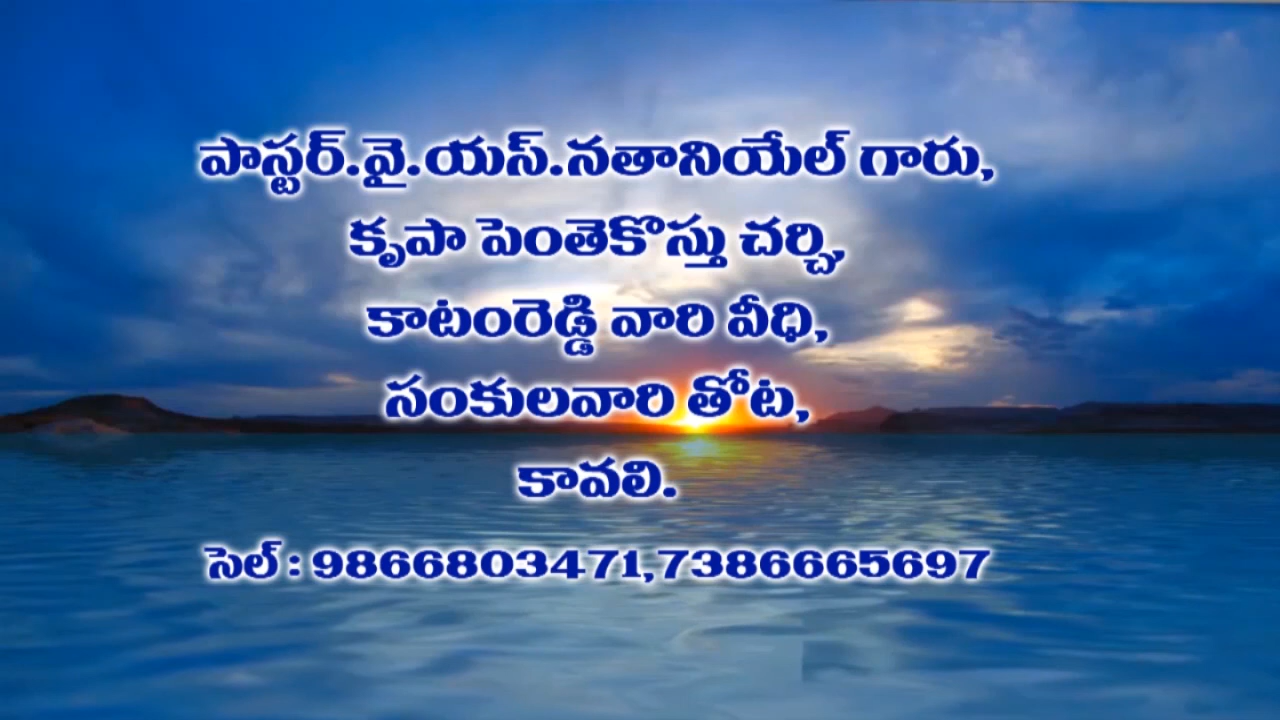 పాస్టర్.వై.యస్.నతానియేల్ గారు,
కృపా పెంతెకొస్తు చర్చి,
కాటంరెడ్డి వారి వీధి,
సంకులవారి తోట,
కావలి.
సెల్ : 9866803471,7386665697